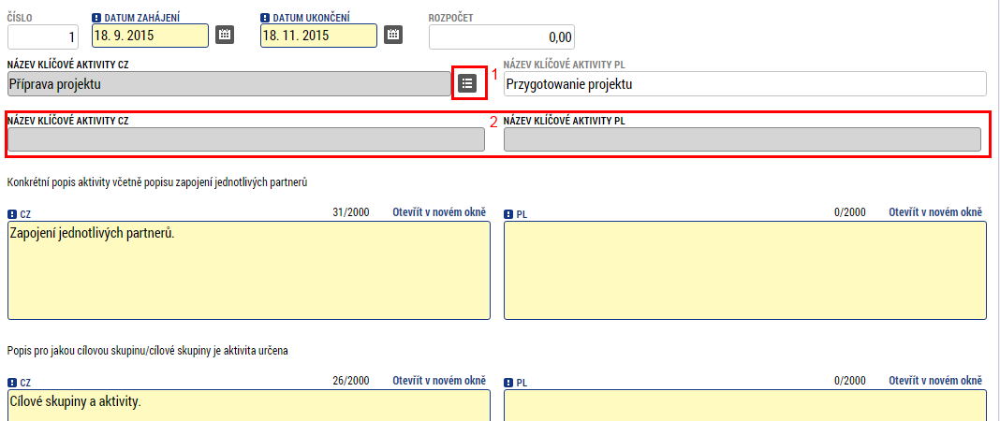 ČÍSLO DATUM ZAHÁJENÍ DATUM UKONČENÍ ROZPOČET
1 18. 9. 2015 18. 11. 2015 0,00
NÁZEV KLÍČOVÉ AKTIVITY CZ 1 NÁZEV KLÍČOVÉ AKTIVITY PL
Příprava projektu Przygotowanie projektu
NÁZEV KLÍČOVÉ AKTIVITY CZ 2 NÁZEV KLÍČOVÉ AKTIVITY PL
Konkrétní popis aktivity včetně popisu zapojení jednotlivých partnerů
CZ 31/2000 Otevřít v novém okně PL 0/2000 Otevřít v novém okně
Zapojení jednotlivých partnerů.
Popis pro jakou cílovou skupinu/cílové skupiny je aktivita určena
CZ 26/2000 Otevřít v novém okně PL 0/2000 Otevřít v novém okně
Cílové skupiny a aktivity.